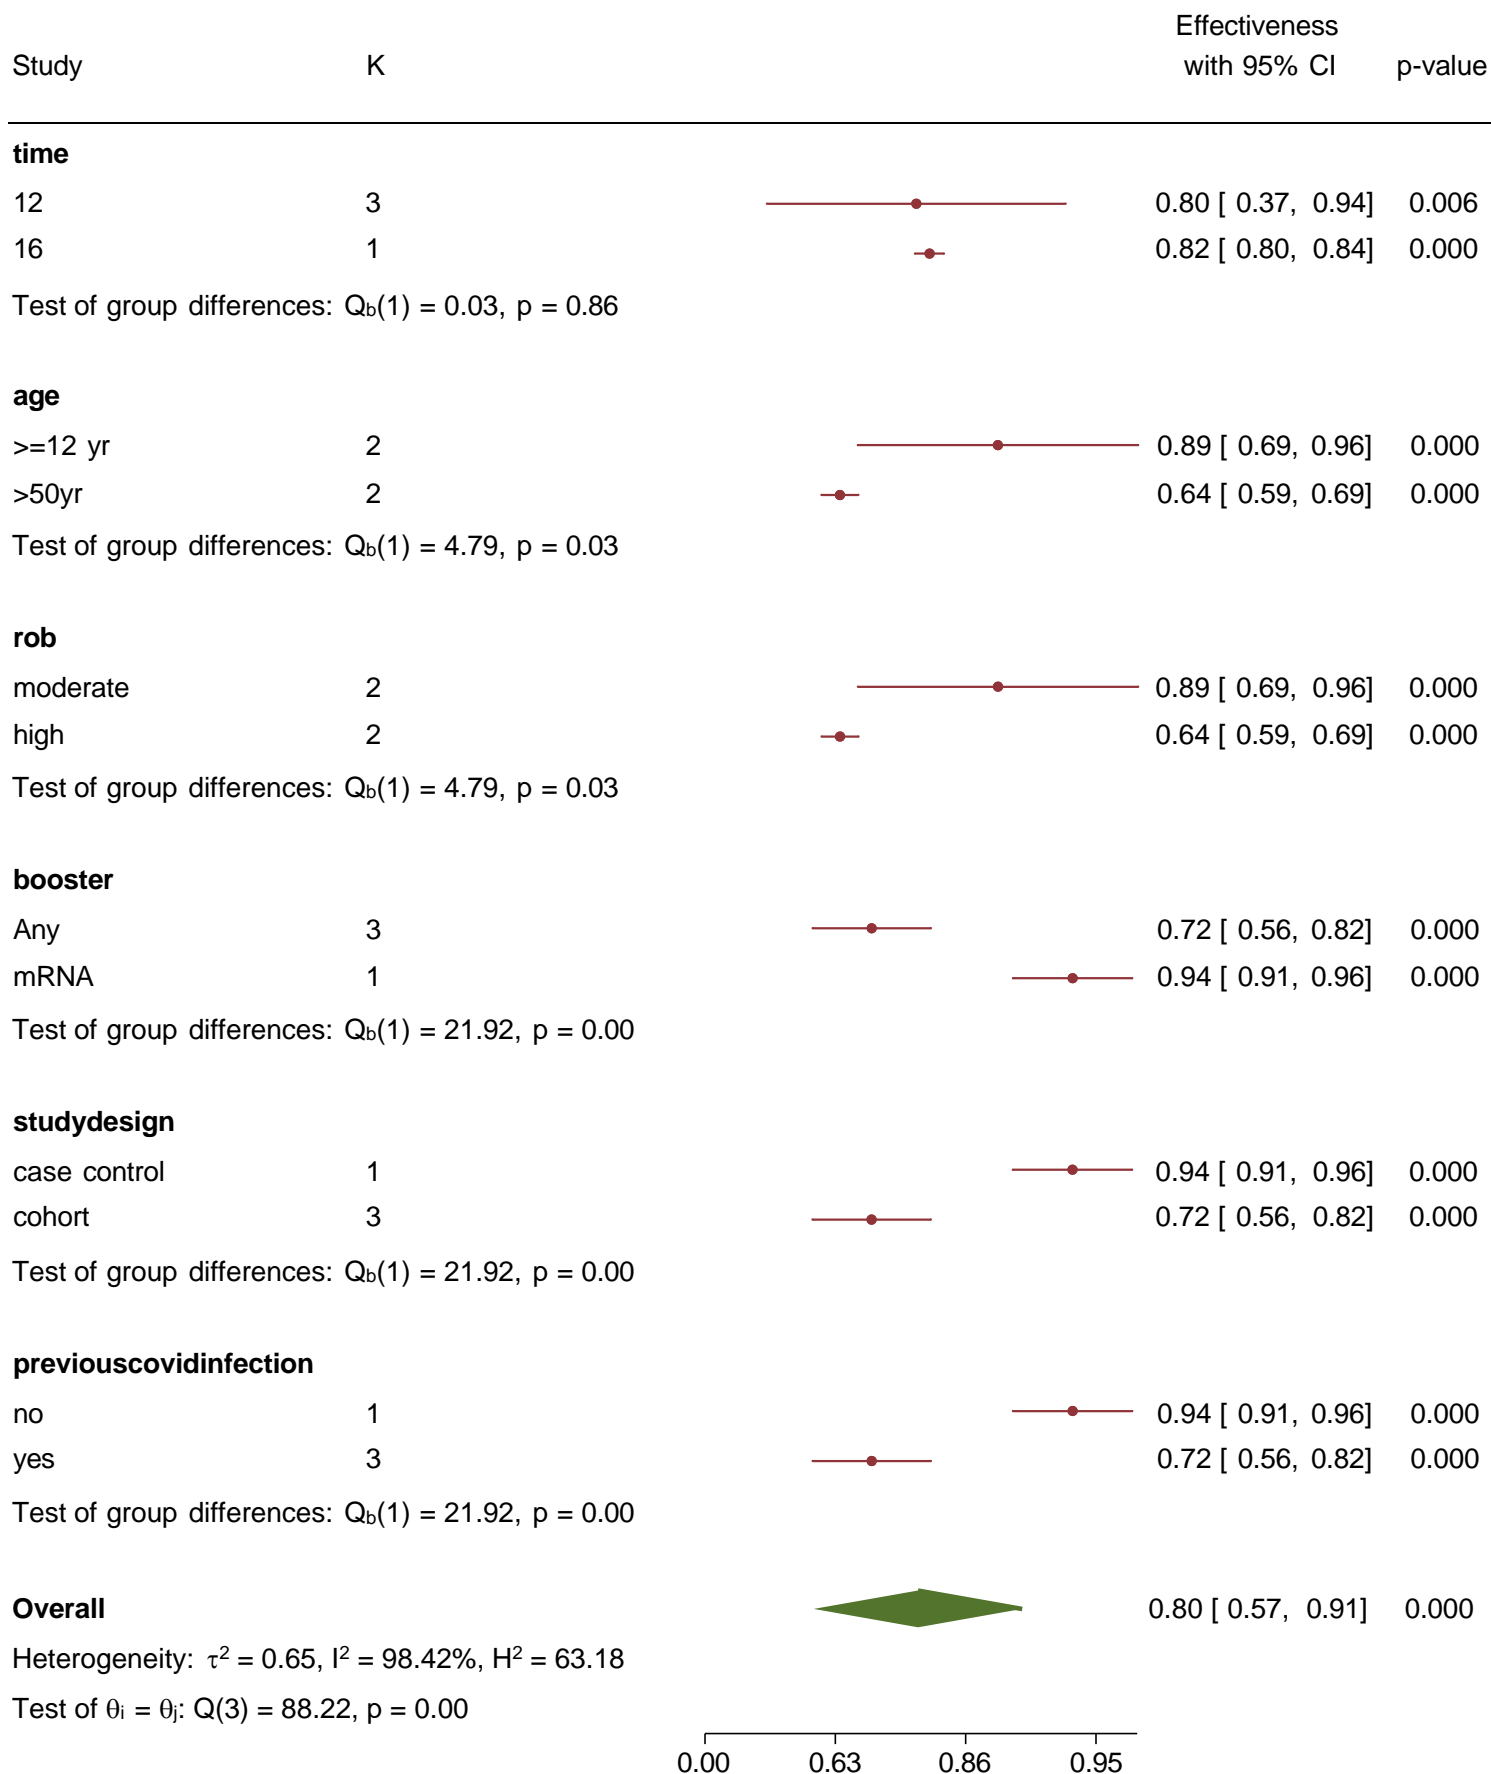 Effectiveness
Study K with 95% CI p-value
time
12 3 0.80 [ 0.37, 0.94] 0.006
16 1 0.82 [ 0.80, 0.84] 0.000
Test of group differences: Qb(1) = 0.03, p = 0.86
age
>=12 yr 2 0.89 [ 0.69, 0.96] 0.000
>50yr 2 0.64 [ 0.59, 0.69] 0.000
Test of group differences: Qb(1) = 4.79, p = 0.03
rob
moderate 2 0.89 [ 0.69, 0.96] 0.000
high 2 0.64 [ 0.59, 0.69] 0.000
Test of group differences: Qb(1) = 4.79, p = 0.03
booster
Any 3 0.72 [ 0.56, 0.82] 0.000
mRNA 1 0.94 [ 0.91, 0.96] 0.000
Test of group differences: Qb(1) = 21.92, p = 0.00
studydesign
case control 1 0.94 [ 0.91, 0.96] 0.000
cohort 3 0.72 [ 0.56, 0.82] 0.000
Test of group differences: Qb(1) = 21.92, p = 0.00
previouscovidinfection
no 1 0.94 [ 0.91, 0.96] 0.000
yes 3 0.72 [ 0.56, 0.82] 0.000
Test of group differences: Qb(1) = 21.92, p = 0.00
Overall 0.80 [ 0.57, 0.91] 0.000
Heterogeneity: τ² = 0.65, I² = 98.42%, H² = 63.18
Test of θi = θj: Q(3) = 88.22, p = 0.00
0.00 0.63 0.86 0.95